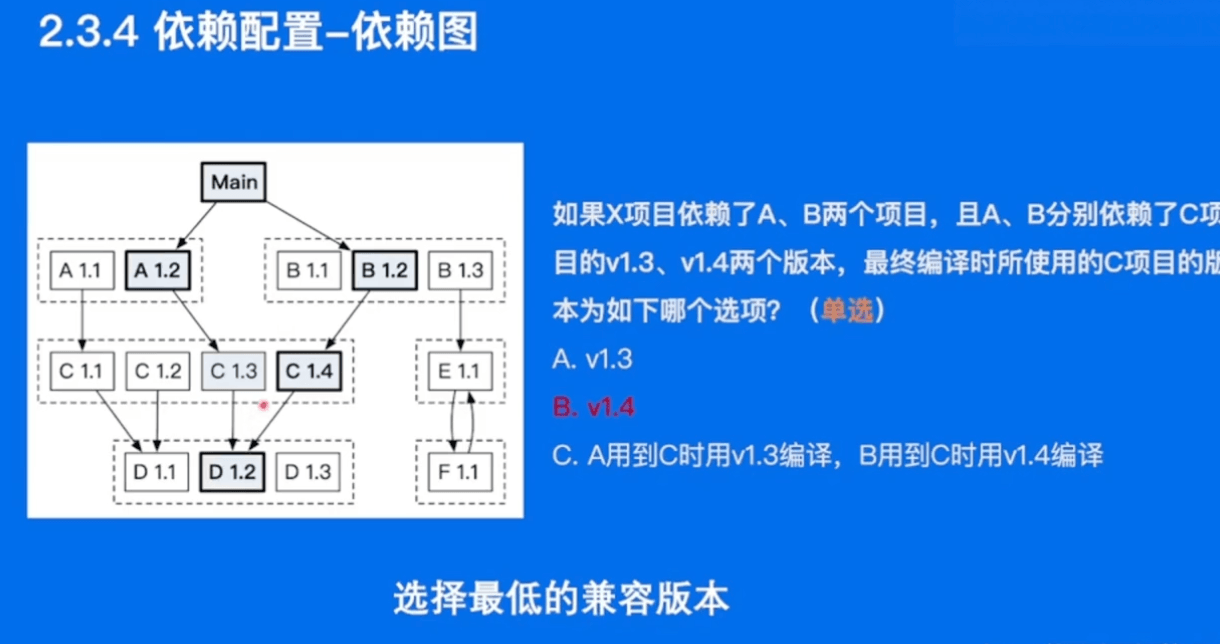 2.3.4 依赖配置-依赖图
Main
A 1.1 A 1.2 B 1.1 B 1.2 B 1.3
C 1.1 C 1.2 C 1.3 C 1.4 E 1.1
D 1.1 D 1.2 D 1.3 F 1.1
如果X项目依赖了A、B两个项目，且A、B分别依赖了C项
目的v1.3、v1.4两个版本，最终编译时所使用的C项目的版
本为如下哪个选项？（单选）
A. v1.3
B. v1.4
C. A用到C时用v1.3编译，B用到C时用v1.4编译
选择最低的兼容版本